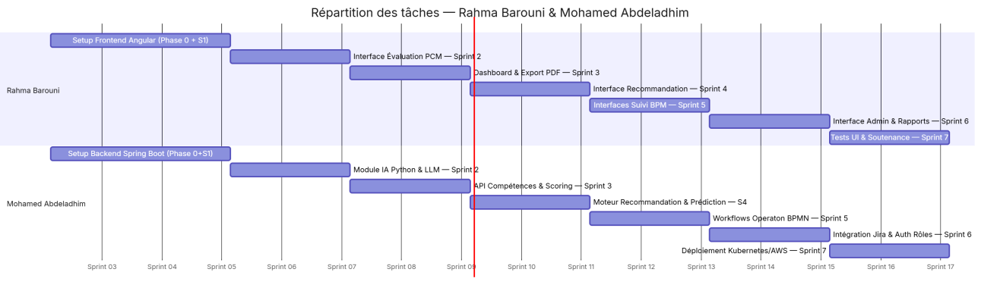 Répartition des tâches — Rahma Barouni & Mohamed Abdeladhim
Rahma Barouni
Setup Frontend Angular (Phase 0 + S1)
Interface Évaluation PCM — Sprint 2
Dashboard & Export PDF — Sprint 3
Interface Recommandation — Sprint 4
Interfaces Suivi BPM — Sprint 5
Interface Admin & Rapports — Sprint 6
Tests UI & Soutenance — Sprint 7
Mohamed Abdeladhim
Setup Backend Spring Boot (Phase 0+S1)
Module IA Python & LLM — Sprint 2
API Compétences & Scoring — Sprint 3
Moteur Recommandation & Prédiction — S4
Workflows Operaton BPMN — Sprint 5
Intégration Jira & Auth Rôles — Sprint 6
Déploiement Kubernetes/AWS — Sprint 7
Sprint 03 Sprint 04 Sprint 05 Sprint 06 Sprint 07 Sprint 08 Sprint 09 Sprint 10 Sprint 11 Sprint 12 Sprint 13 Sprint 14 Sprint 15 Sprint 16 Sprint 17